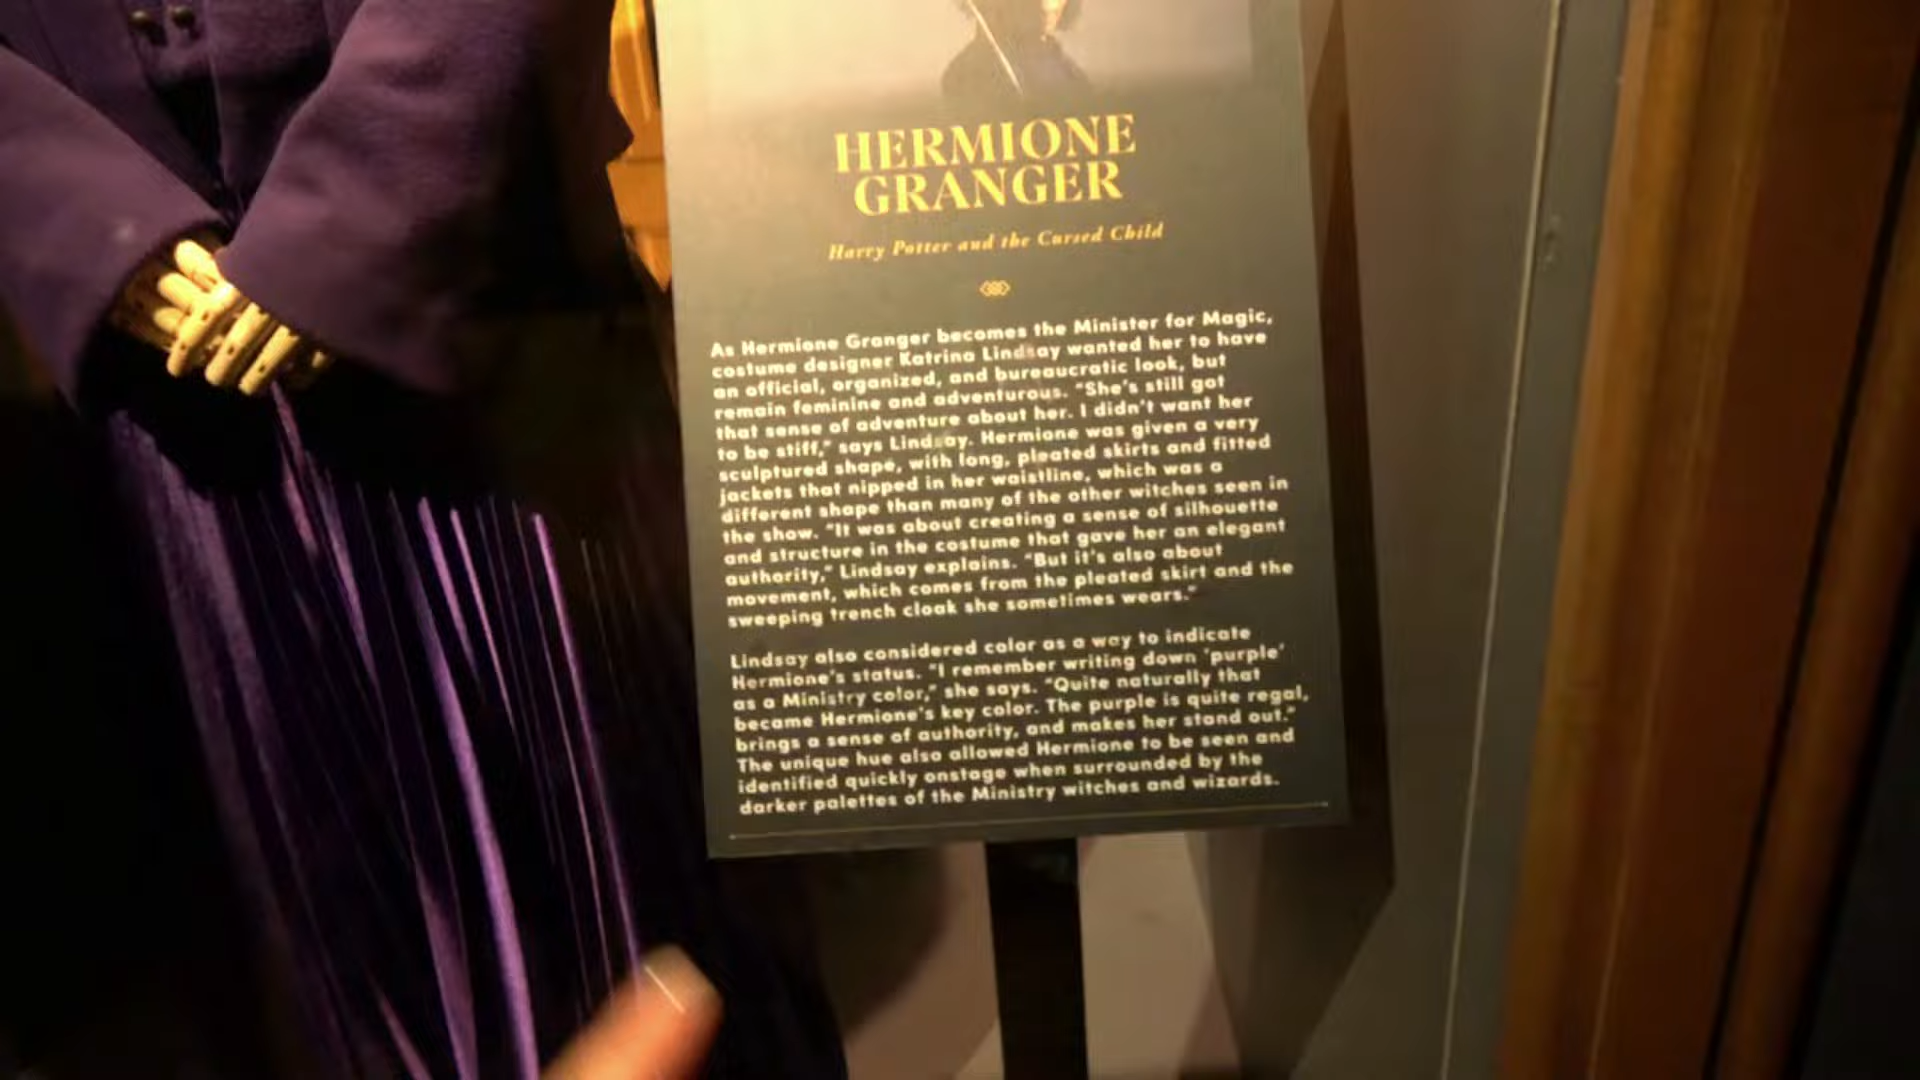 HERMIONE
GRANGER
Harry Potter and the Cursed Child
As Hermione Granger becomes the Minister for Magic,
costume designer Katrina Lindsay wanted her to have
an official, organized, and bureaucratic look, but
remain feminine and adventurous. “She’s still got
that sense of adventure about her. I didn’t want her
to be stiff,” says Lindsay. Hermione was given a very
sculptured shape, with long, pleated skirts and fitted
jackets that nipped in her waistline, which was a
different shape than many of the other witches seen in
the show. “It was about creating a sense of silhouette
and structure in the costume that gave her an elegant
authority,” Lindsay explains. “But it’s also about
movement, which comes from the pleated skirt and the
sweeping trench cloak she sometimes wears.”
Lindsay also considered color as a way to indicate
Hermione’s status. “I remember writing down ‘purple’
as a Ministry color,” she says. “Quite naturally that
became Hermione’s key color. The purple is quite regal,
brings a sense of authority, and makes her stand out.”
The unique hue also allowed Hermione to be seen and
identified quickly onstage when surrounded by the
darker palettes of the Ministry witches and wizards.